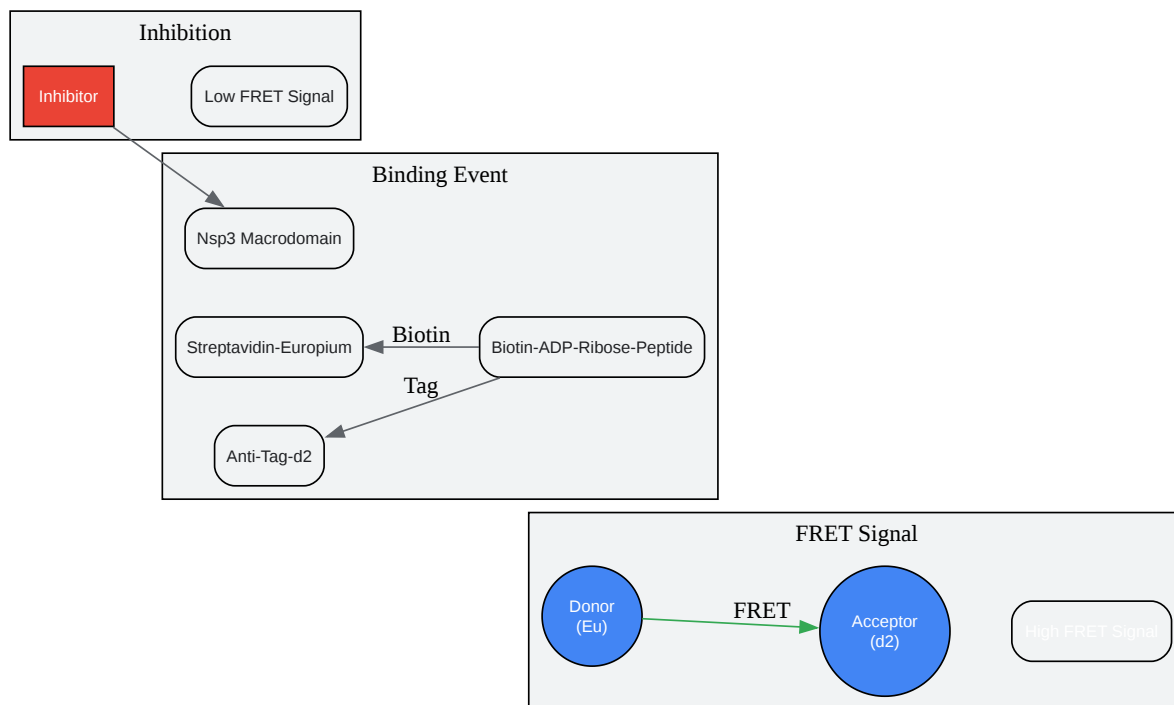 Inhibition
Inhibitor
Low FRET Signal
Binding Event
Nsp3 Macrodomain
Streptavidin-Europium
Biotin
Biotin-ADP-Ribose-Peptide
Tag
Anti-Tag-d2
FRET Signal
Donor
(Eu)
FRET
Acceptor
(d2)
High FRET Signal